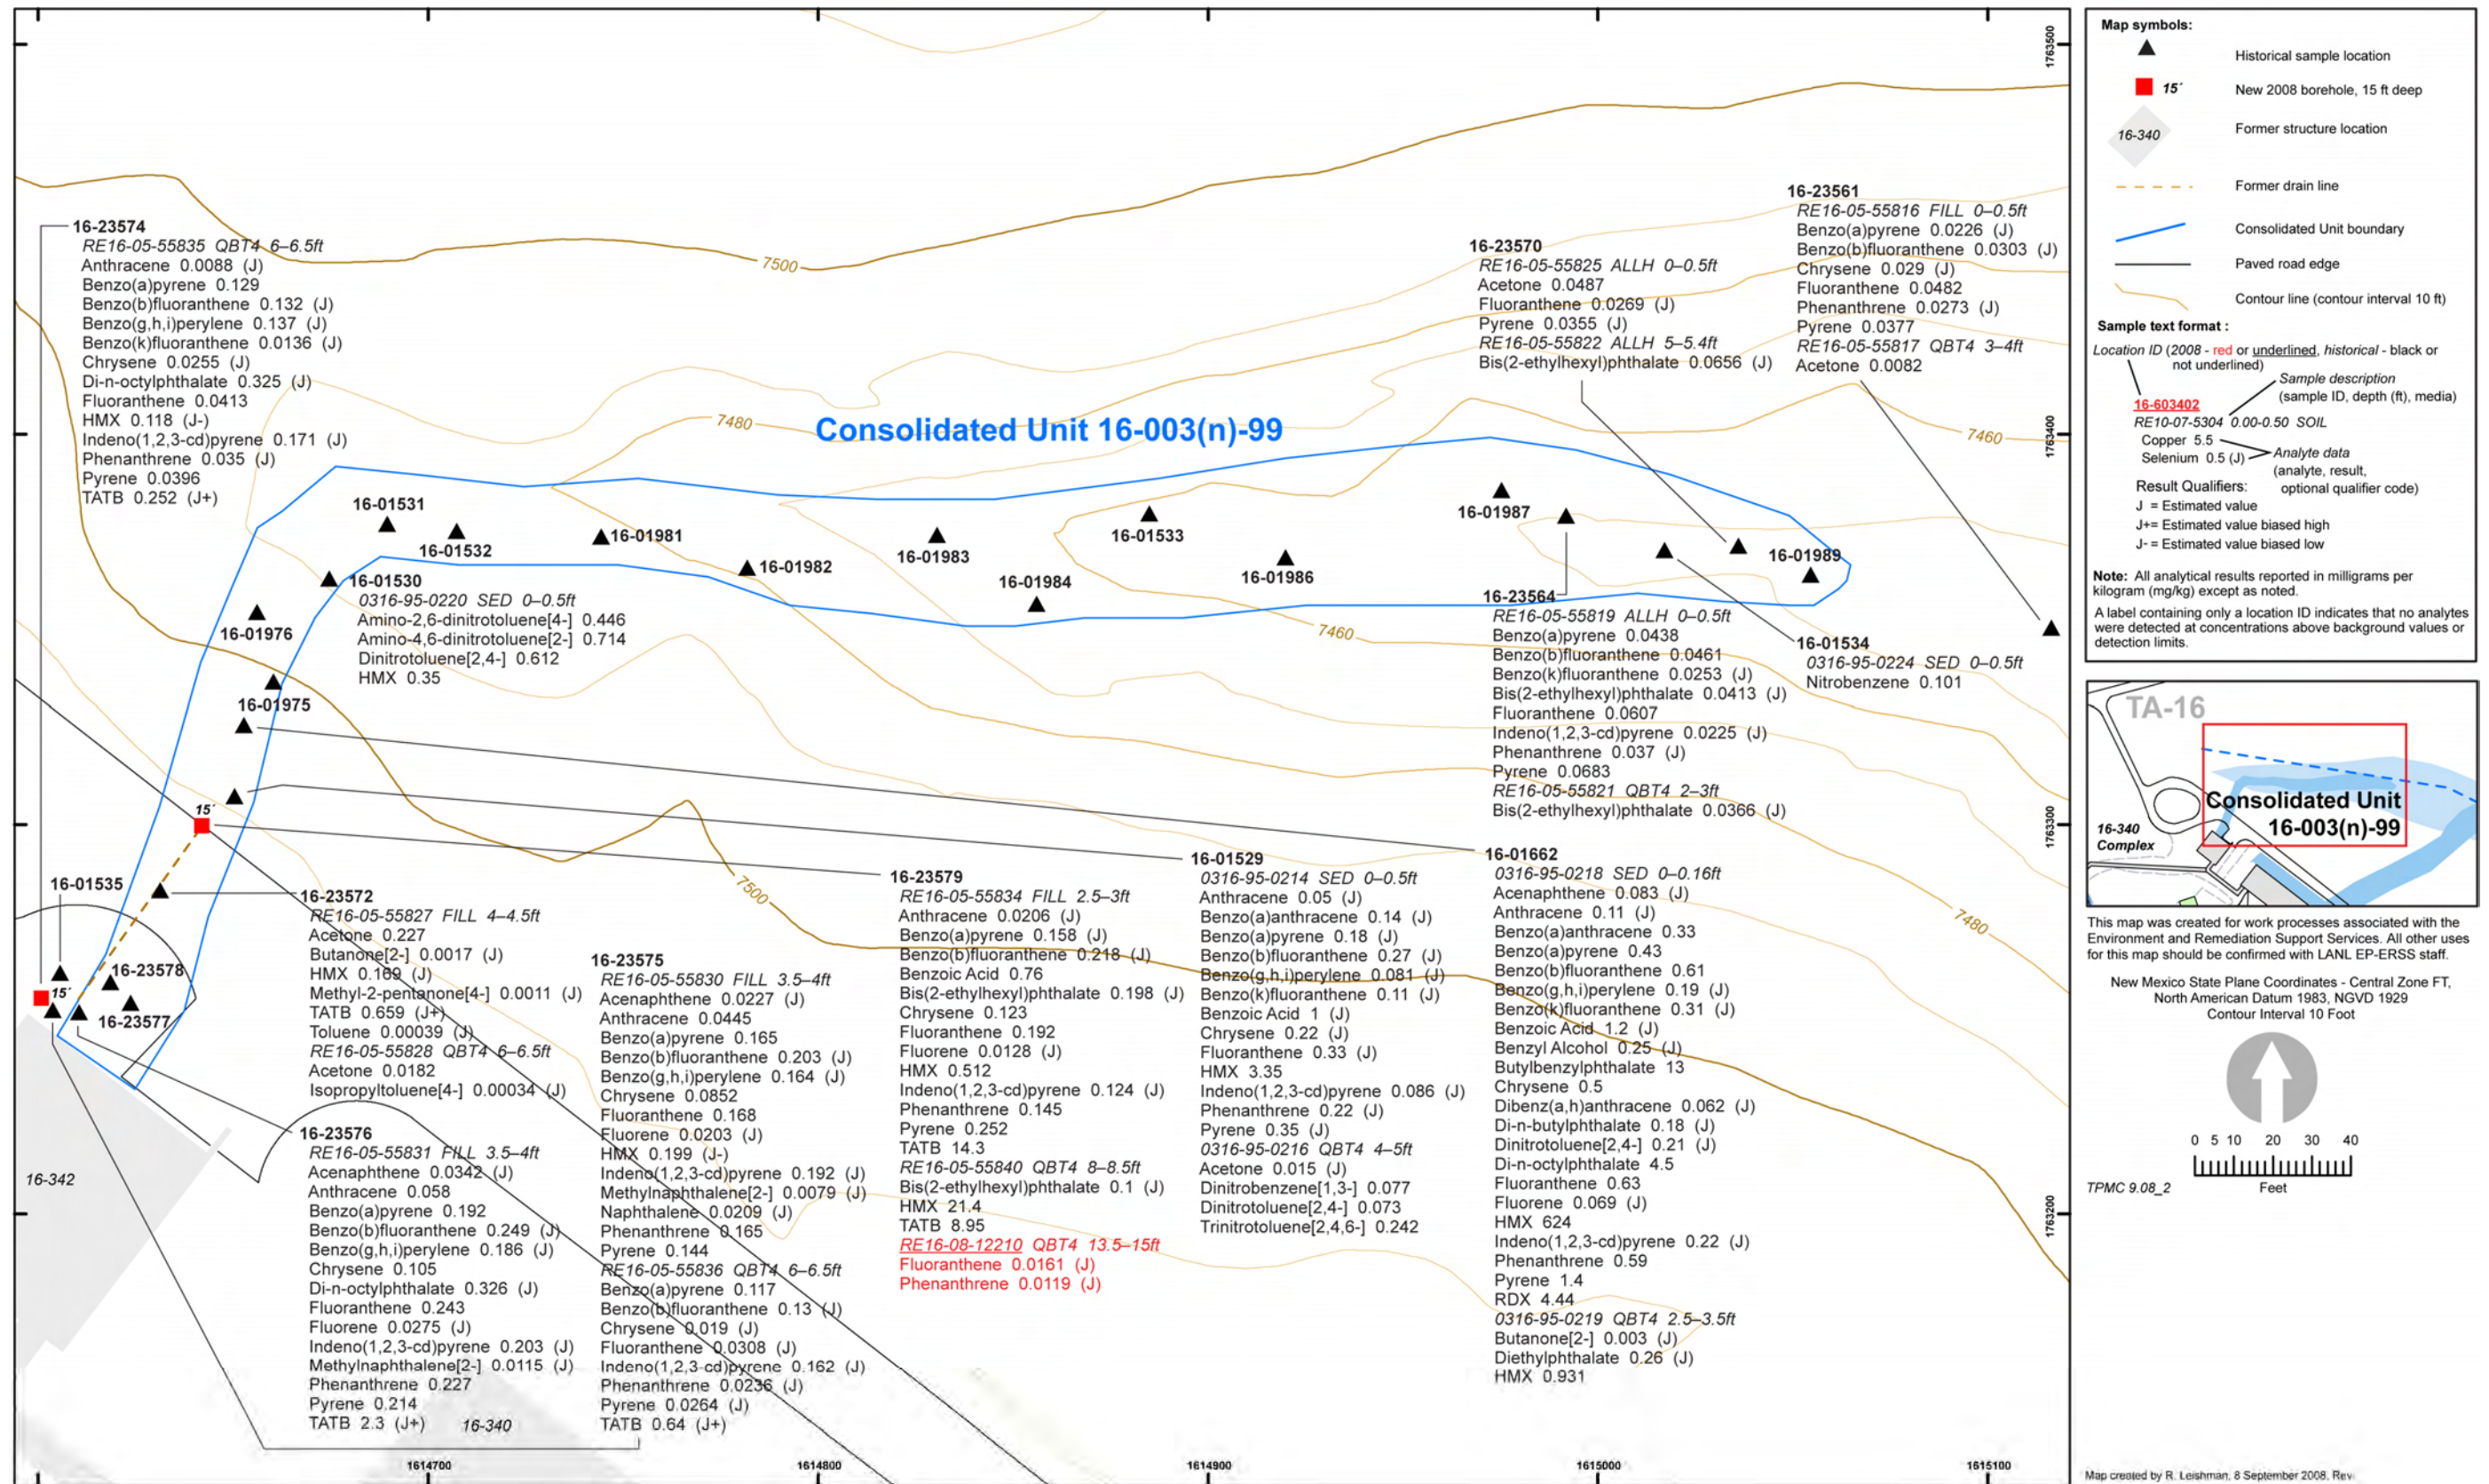 16-23574
RE16-05-55835 QBT4 6–6.5ft
Anthracene 0.0088 (J)
Benzo(a)pyrene 0.129
Benzo(b)fluoranthene 0.132 (J)
Benzo(g,h,i)perylene 0.137 (J)
Benzo(k)fluoranthene 0.0136 (J)
Chrysene 0.0255 (J)
Di-n-octylphthalate 0.325 (J)
Fluoranthene 0.0413
HMX 0.118 (J-)
Indeno(1,2,3-cd)pyrene 0.171 (J)
Phenanthrene 0.035 (J)
Pyrene 0.0396
TATB 0.252 (J+)
7500
7480
Consolidated Unit 16-003(n)-99
16-23570
RE16-05-55825 ALLH 0–0.5ft
Acetone 0.0487
Fluoranthene 0.0269 (J)
Pyrene 0.0355 (J)
RE16-05-55822 ALLH 5–5.4ft
Bis(2-ethylhexyl)phthalate 0.0656 (J)
16-23561
RE16-05-55816 FILL 0–0.5ft
Benzo(a)pyrene 0.0226 (J)
Benzo(b)fluoranthene 0.0303 (J)
Chrysene 0.029 (J)
Fluoranthene 0.0482
Phenanthrene 0.0273 (J)
Pyrene 0.0377
RE16-05-55817 QBT4 3–4ft
Acetone 0.0082
7460
16-01531
16-01532
16-01981
16-01982
16-01983
16-01984
16-01533
16-01986
16-01987
16-01989
16-01530
0316-95-0220 SED 0–0.5ft
Amino-2,6-dinitrotoluene[4-] 0.446
Amino-4,6-dinitrotoluene[2-] 0.714
Dinitrotoluene[2,4-] 0.612
HMX 0.35
16-01976
16-01975
7460
16-23564
RE16-05-55819 ALLH 0–0.5ft
Benzo(a)pyrene 0.0438
Benzo(b)fluoranthene 0.0461
Benzo(k)fluoranthene 0.0253 (J)
Bis(2-ethylhexyl)phthalate 0.0413 (J)
Fluoranthene 0.0607
Indeno(1,2,3-cd)pyrene 0.0225 (J)
Phenanthrene 0.037 (J)
Pyrene 0.0683
RE16-05-55821 QBT4 2–3ft
Bis(2-ethylhexyl)phthalate 0.0366 (J)
16-01534
0316-95-0224 SED 0–0.5ft
Nitrobenzene 0.101
15´
16-01535
15´
16-23578
16-23577
16-342
16-23572
RE16-05-55827 FILL 4–4.5ft
Acetone 0.227
Butanone[2-] 0.0017 (J)
HMX 0.169 (J)
Methyl-2-pentanone[4-] 0.0011 (J)
TATB 0.659 (J+)
Toluene 0.00039 (J)
RE16-05-55828 QBT4 6–6.5ft
Acetone 0.0182
Isopropyltoluene[4-] 0.00034 (J)
16-23576
RE16-05-55831 FILL 3.5–4ft
Acenaphthene 0.0342 (J)
Anthracene 0.058
Benzo(a)pyrene 0.192
Benzo(b)fluoranthene 0.249 (J)
Benzo(g,h,i)perylene 0.186 (J)
Chrysene 0.105
Di-n-octylphthalate 0.326 (J)
Fluoranthene 0.243
Fluorene 0.0275 (J)
Indeno(1,2,3-cd)pyrene 0.203 (J)
Methylnaphthalene[2-] 0.0115 (J)
Phenanthrene 0.227
Pyrene 0.214
TATB 2.3 (J+)
16-340
16-23575
RE16-05-55830 FILL 3.5–4ft
Acenaphthene 0.0227 (J)
Anthracene 0.0445
Benzo(a)pyrene 0.165
Benzo(b)fluoranthene 0.203 (J)
Benzo(g,h,i)perylene 0.164 (J)
Chrysene 0.0852
Fluoranthene 0.168
Fluorene 0.0203 (J)
HMX 0.199 (J-)
Indeno(1,2,3-cd)pyrene 0.192 (J)
Methylnaphthalene[2-] 0.0079 (J)
Naphthalene 0.0209 (J)
Phenanthrene 0.165
Pyrene 0.144
RE16-05-55836 QBT4 6–6.5ft
Benzo(a)pyrene 0.117
Benzo(b)fluoranthene 0.13 (J)
Chrysene 0.019 (J)
Fluoranthene 0.0308 (J)
Indeno(1,2,3-cd)pyrene 0.162 (J)
Phenanthrene 0.0236 (J)
Pyrene 0.0264 (J)
TATB 0.64 (J+)
7500
16-23579
RE16-05-55834 FILL 2.5–3ft
Anthracene 0.0206 (J)
Benzo(a)pyrene 0.158 (J)
Benzo(b)fluoranthene 0.218 (J)
Benzoic Acid 0.76
Bis(2-ethylhexyl)phthalate 0.198 (J)
Chrysene 0.123
Fluoranthene 0.192
Fluorene 0.0128 (J)
HMX 0.512
Indeno(1,2,3-cd)pyrene 0.124 (J)
Phenanthrene 0.145
Pyrene 0.252
TATB 14.3
RE16-05-55840 QBT4 8–8.5ft
Bis(2-ethylhexyl)phthalate 0.1 (J)
HMX 21.4
TATB 8.95
RE16-08-12210 QBT4 13.5–15ft
Fluoranthene 0.0161 (J)
Phenanthrene 0.0119 (J)
16-01529
0316-95-0214 SED 0–0.5ft
Anthracene 0.05 (J)
Benzo(a)anthracene 0.14 (J)
Benzo(a)pyrene 0.18 (J)
Benzo(b)fluoranthene 0.27 (J)
Benzo(g,h,i)perylene 0.081 (J)
Benzo(k)fluoranthene 0.11 (J)
Benzoic Acid 1 (J)
Chrysene 0.22 (J)
Fluoranthene 0.33 (J)
HMX 3.35
Indeno(1,2,3-cd)pyrene 0.086 (J)
Phenanthrene 0.22 (J)
Pyrene 0.35 (J)
0316-95-0216 QBT4 4–5ft
Acetone 0.015 (J)
Dinitrobenzene[1,3-] 0.077
Dinitrotoluene[2,4-] 0.073
Trinitrotoluene[2,4,6-] 0.242
16-01662
0316-95-0218 SED 0–0.16ft
Acenaphthene 0.083 (J)
Anthracene 0.11 (J)
Benzo(a)anthracene 0.33
Benzo(a)pyrene 0.43
Benzo(b)fluoranthene 0.61
Benzo(g,h,i)perylene 0.19 (J)
Benzo(k)fluoranthene 0.31 (J)
Benzoic Acid 1.2 (J)
Benzyl Alcohol 0.25 (J)
Butylbenzylphthalate 13
Chrysene 0.5
Dibenz(a,h)anthracene 0.062 (J)
Di-n-butylphthalate 0.18 (J)
Dinitrotoluene[2,4-] 0.21 (J)
Di-n-octylphthalate 4.5
Fluoranthene 0.63
Fluorene 0.069 (J)
HMX 624
Indeno(1,2,3-cd)pyrene 0.22 (J)
Phenanthrene 0.59
Pyrene 1.4
RDX 4.44
0316-95-0219 QBT4 2.5–3.5ft
Butanone[2-] 0.003 (J)
Diethylphthalate 0.26 (J)
HMX 0.931
7480
1614700
1614800
1614900
1615000
1615100
1763500
1763400
1763300
1763200
Map symbols:
Historical sample location
15´ New 2008 borehole, 15 ft deep
16-340 Former structure location
Former drain line
Consolidated Unit boundary
Paved road edge
Contour line (contour interval 10 ft)
Sample text format :
Location ID (2008 - red or underlined, historical - black or
not underlined)
Sample description
(sample ID, depth (ft), media)
16-603402
RE10-07-5304 0.00-0.50 SOIL
Copper 5.5
Selenium 0.5 (J)
Analyte data
(analyte, result,
optional qualifier code)
Result Qualifiers:
J = Estimated value
J+= Estimated value biased high
J- = Estimated value biased low
Note: All analytical results reported in milligrams per
kilogram (mg/kg) except as noted.
A label containing only a location ID indicates that no analytes
were detected at concentrations above background values or
detection limits.
TA-16
Consolidated Unit
16-003(n)-99
16-340
Complex
This map was created for work processes associated with the
Environment and Remediation Support Services. All other uses
for this map should be confirmed with LANL EP-ERSS staff.
New Mexico State Plane Coordinates - Central Zone FT,
North American Datum 1983, NGVD 1929
Contour Interval 10 Foot
0 5 10 20 30 40
Feet
TPMC 9.08_2
Map created by R. Leishman, 8 September 2008, Rev